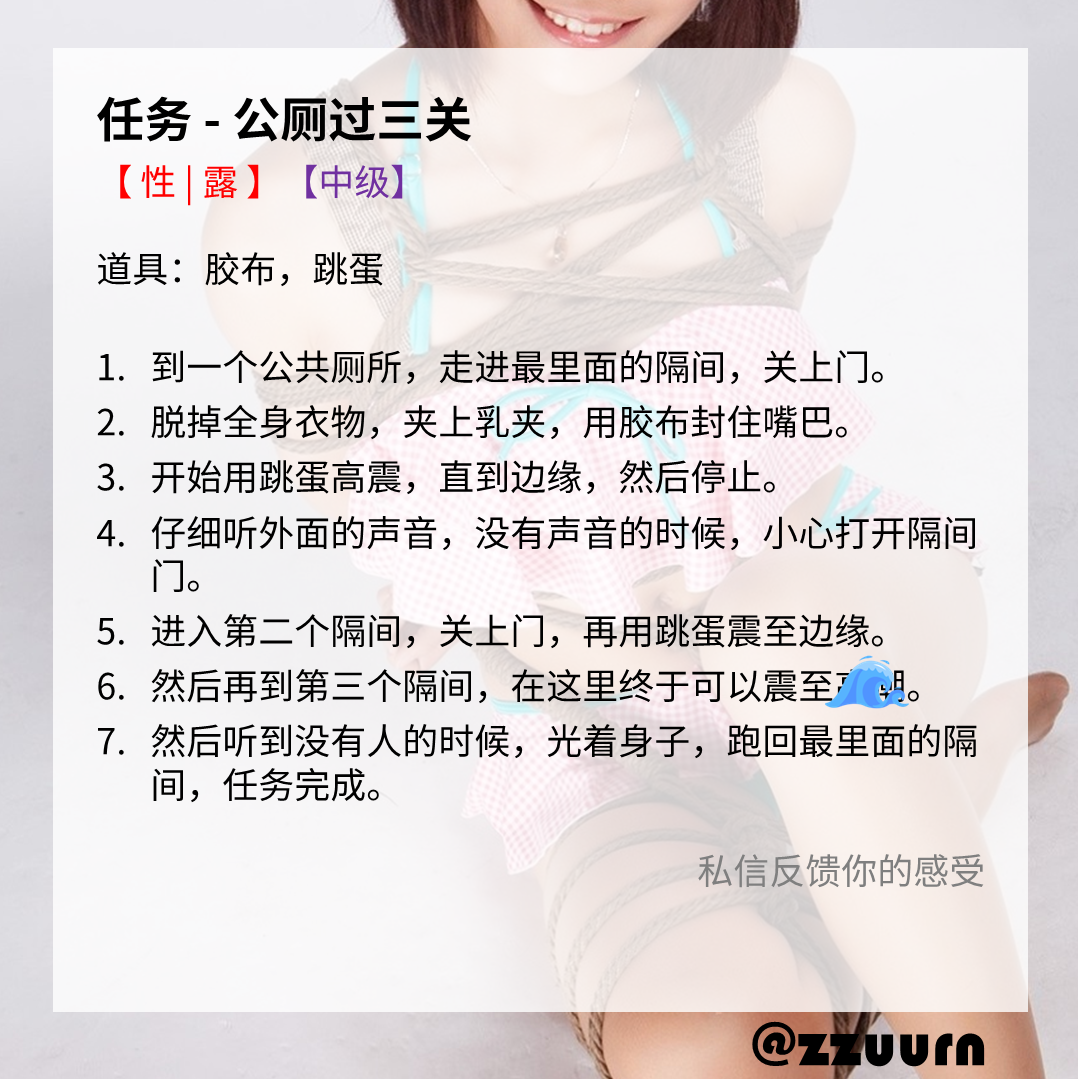 任务 - 公厕过三关
【 性 | 露 】 【中级】
道具：胶布，跳蛋
1. 到一个公共厕所，走进最里面的隔间，关上门。
2. 脱掉全身衣物，夹上乳夹，用胶布封住嘴巴。
3. 开始用跳蛋高震，直到边缘，然后停止。
4. 仔细听外面的声音，没有声音的时候，小心打开隔间
门。
5. 进入第二个隔间，关上门，再用跳蛋震至边缘。
6. 然后再到第三个隔间，在这里终于可以震至高潮。
7. 然后听到没有人的时候，光着身子，跑回最里面的隔
间，任务完成。
私信反馈你的感受
@zzuurn